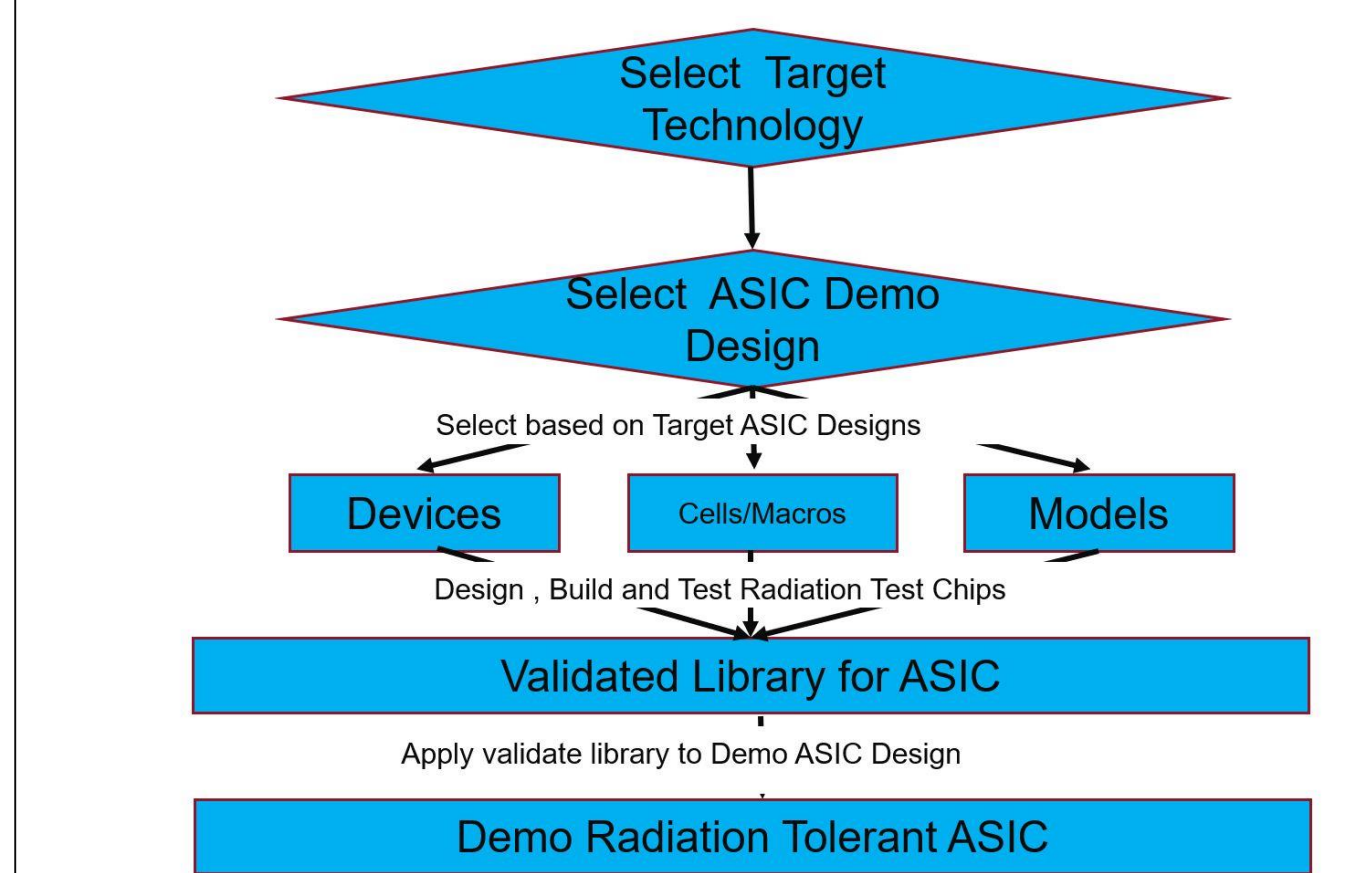 Select  Target
Technology
Select  ASIC Demo
Design
Select based on Target ASIC Designs
Devices
Cells/Macros
Models
Design , Build and Test Radiation Test Chips
Validated Library for ASIC
Apply validate library to Demo ASIC Design
Demo Radiation Tolerant ASIC